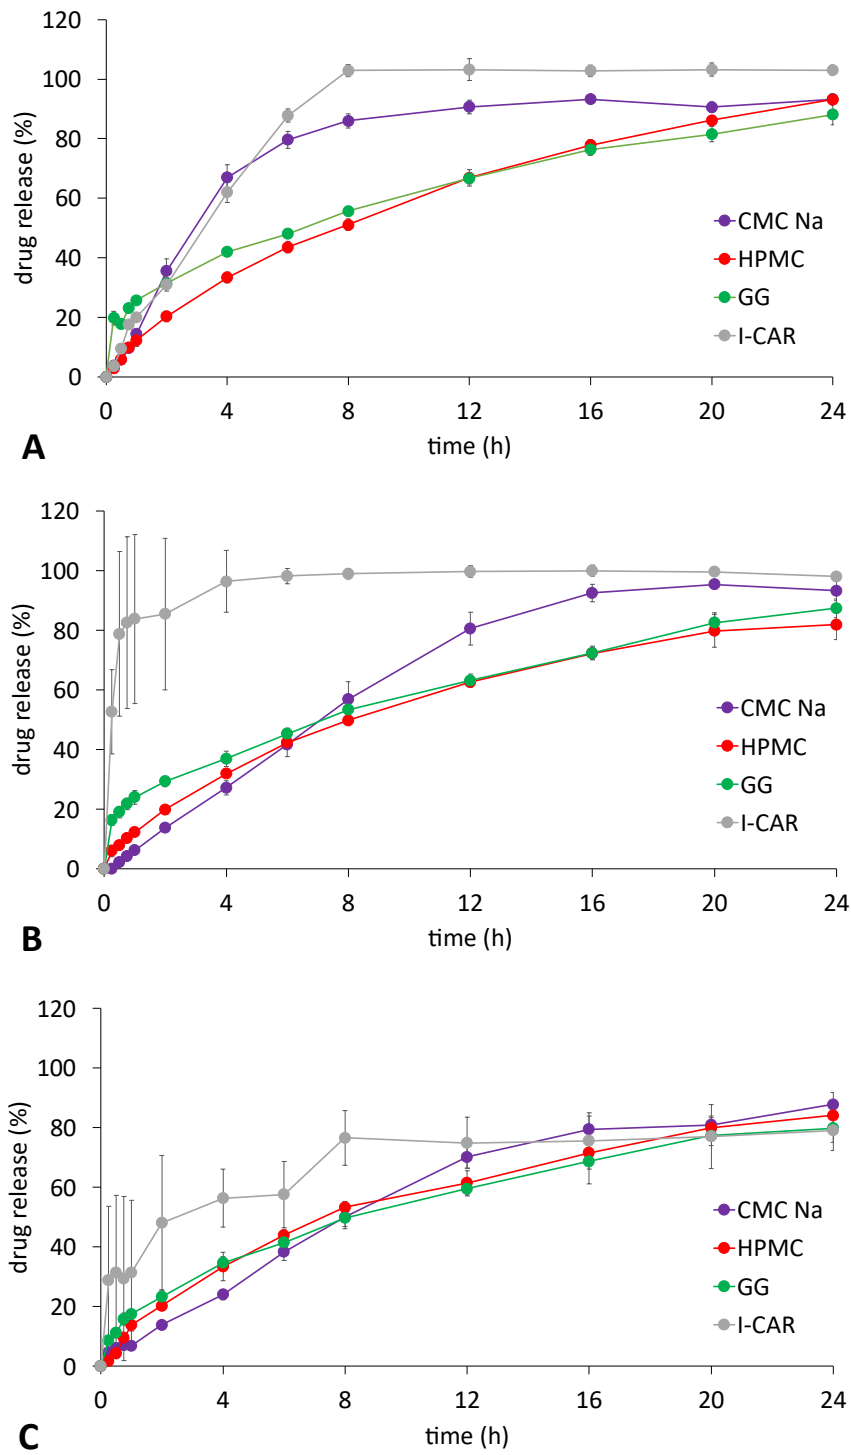 120
100
80
60
40
20
0
drug release (%)
CMC Na
HPMC
GG
I-CAR
0 4 8 12 16 20 24
time (h)
A
120
100
80
60
40
20
0
drug release (%)
CMC Na
HPMC
GG
I-CAR
0 4 8 12 16 20 24
time (h)
B
120
100
80
60
40
20
0
drug release (%)
CMC Na
HPMC
GG
I-CAR
0 4 8 12 16 20 24
time (h)
C